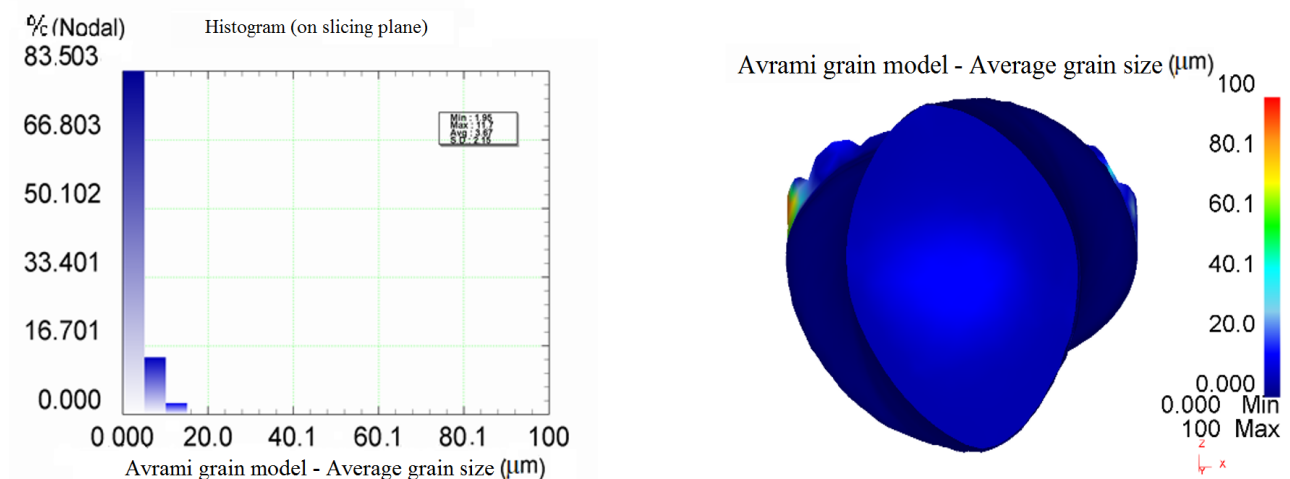 % (Nodal)
Histogram (on slicing plane)
83.503
66.803
50.102
33.401
16.701
0.000
Min : 1.95
Max : 11.7
Avg : 3.67
S.D. : 2.15
0.000 20.0 40.1 60.1 80.1 100
Avrami grain model - Average grain size (μm)
Avrami grain model - Average grain size (μm)
100
80.1
60.1
40.1
20.0
0.000
0.000 Min
100 Max
Z
X
Y